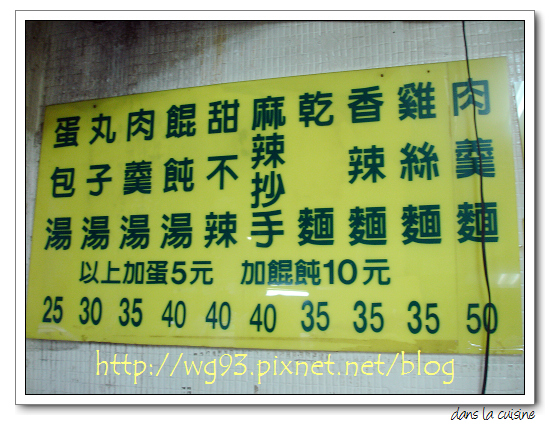 肉羹麵
雞絲麵
香辣麵
乾麵
麻辣抄手
甜不辣
餛飩湯
肉羹湯
丸子湯
蛋包湯
以上加蛋5元 加餛飩10元
25 30 35 40 40 40 35 35 35 50
http://wg93.pixnet.net/blog
dans la cuisine